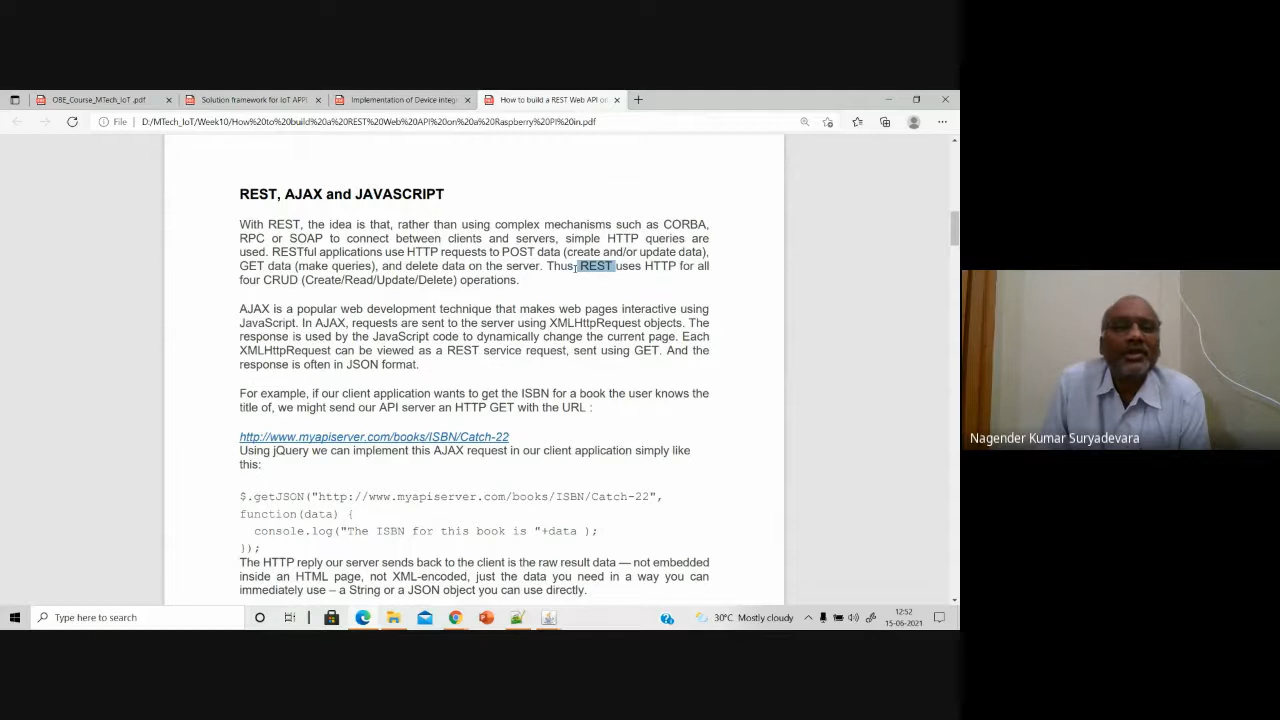 OBE_Course_MTech_IoT .pdf
Solution framework for IoT APPl
Implementation of Device integ
How to build a REST Web API on
File
D:/MTech_IoT/Week10/How%20to%20build%20a%20REST%20Web%20API%20on%20a%20Raspberry%20PI%20in.pdf
REST, AJAX and JAVASCRIPT
With REST, the idea is that, rather than using complex mechanisms such as CORBA,
RPC or SOAP to connect between clients and servers, simple HTTP queries are
used. RESTful applications use HTTP requests to POST data (create and/or update data),
GET data (make queries), and delete data on the server. Thus REST uses HTTP for all
four CRUD (Create/Read/Update/Delete) operations.
AJAX is a popular web development technique that makes web pages interactive using
JavaScript. In AJAX, requests are sent to the server using XMLHttpRequest objects. The
response is used by the JavaScript code to dynamically change the current page. Each
XMLHttpRequest can be viewed as a REST service request, sent using GET. And the
response is often in JSON format.
For example, if our client application wants to get the ISBN for a book the user knows the
title of, we might send our API server an HTTP GET with the URL :
http://www.myapiserver.com/books/ISBN/Catch-22
Using jQuery we can implement this AJAX request in our client application simply like
this:
$.getJSON("http://www.myapiserver.com/books/ISBN/Catch-22",
function(data) {
console.log("The ISBN for this book is "+data );
});
The HTTP reply our server sends back to the client is the raw result data — not embedded
inside an HTML page, not XML-encoded, just the data you need in a way you can
immediately use – a String or a JSON object you can use directly.
Nagender Kumar Suryadevara
Type here to search
30°C Mostly cloudy
12:52
15-06-2021